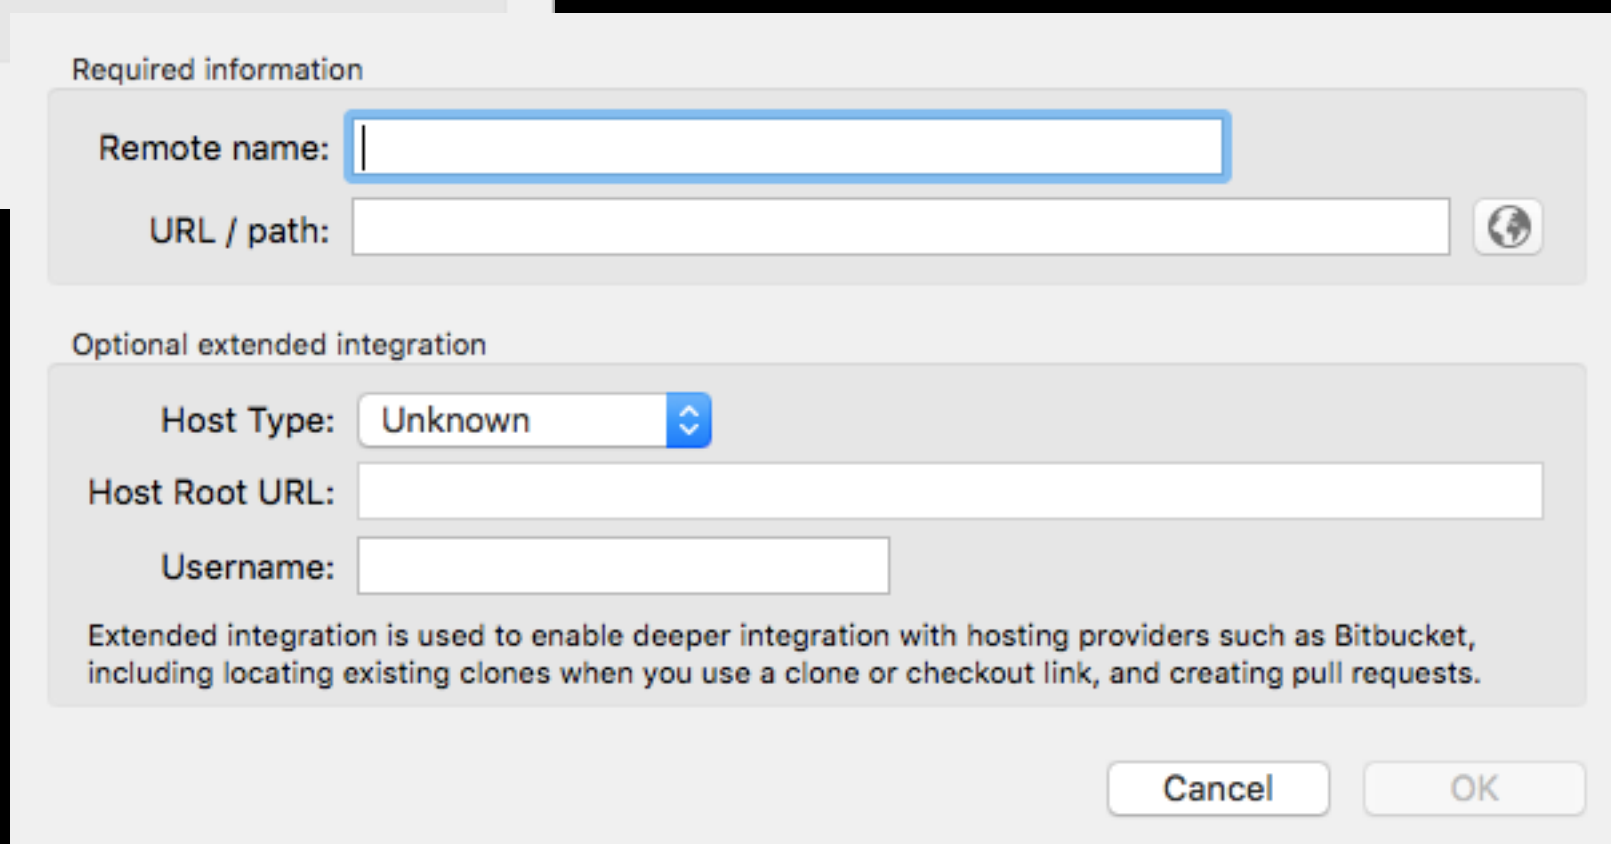 Required information
Remote name:
URL / path:
Optional extended integration
Host Type: Unknown
Host Root URL:
Username:
Extended integration is used to enable deeper integration with hosting providers such as Bitbucket,
including locating existing clones when you use a clone or checkout link, and creating pull requests.
Cancel OK